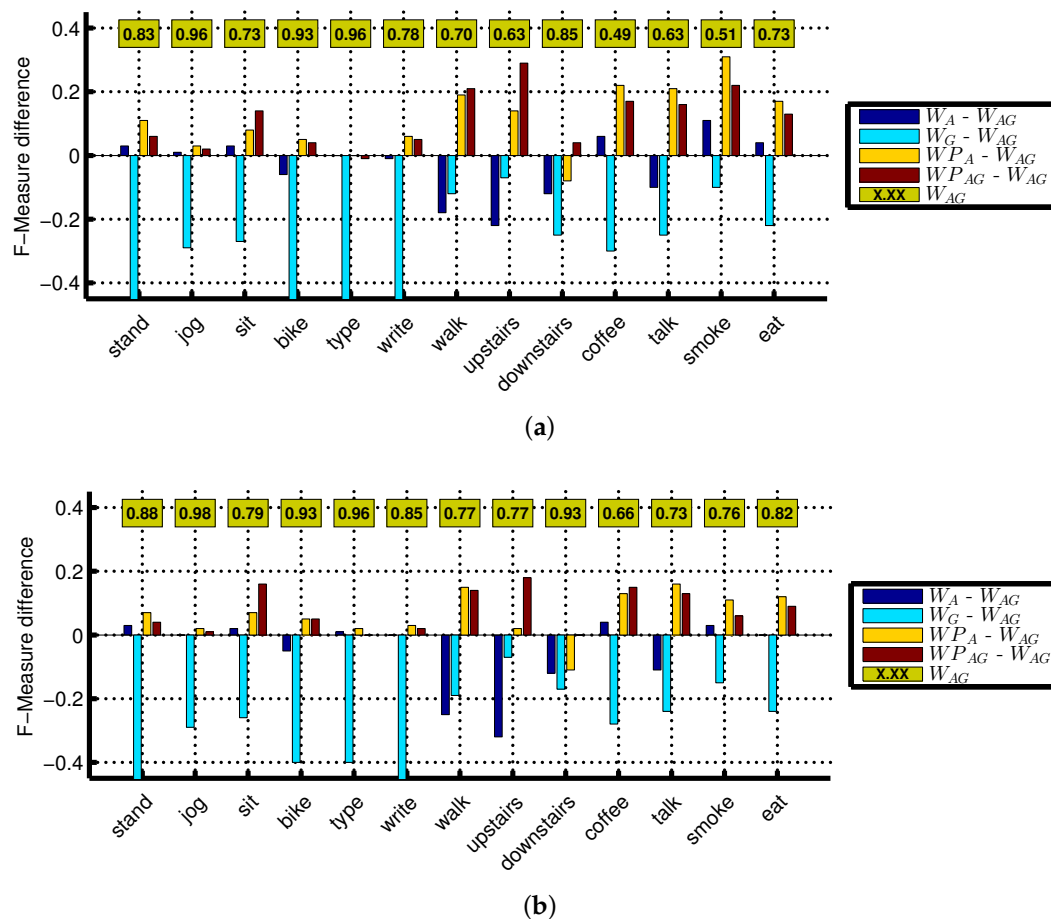 0.4
0.83 0.96 0.73 0.93 0.96 0.78 0.70 0.63 0.85 0.49 0.63 0.51 0.73
0.2
0
−0.2
−0.4
F−Measure difference
stand jog sit bike type write walk upstairs downstairs coffee talk smoke eat
W_A - W_AG
W_G - W_AG
WP_A - W_AG
WP_AG - W_AG
X.XX W_AG
(a)
0.4
0.88 0.98 0.79 0.93 0.96 0.85 0.77 0.77 0.93 0.66 0.73 0.76 0.82
0.2
0
−0.2
−0.4
F−Measure difference
stand jog sit bike type write walk upstairs downstairs coffee talk smoke eat
W_A - W_AG
W_G - W_AG
WP_A - W_AG
WP_AG - W_AG
X.XX W_AG
(b)